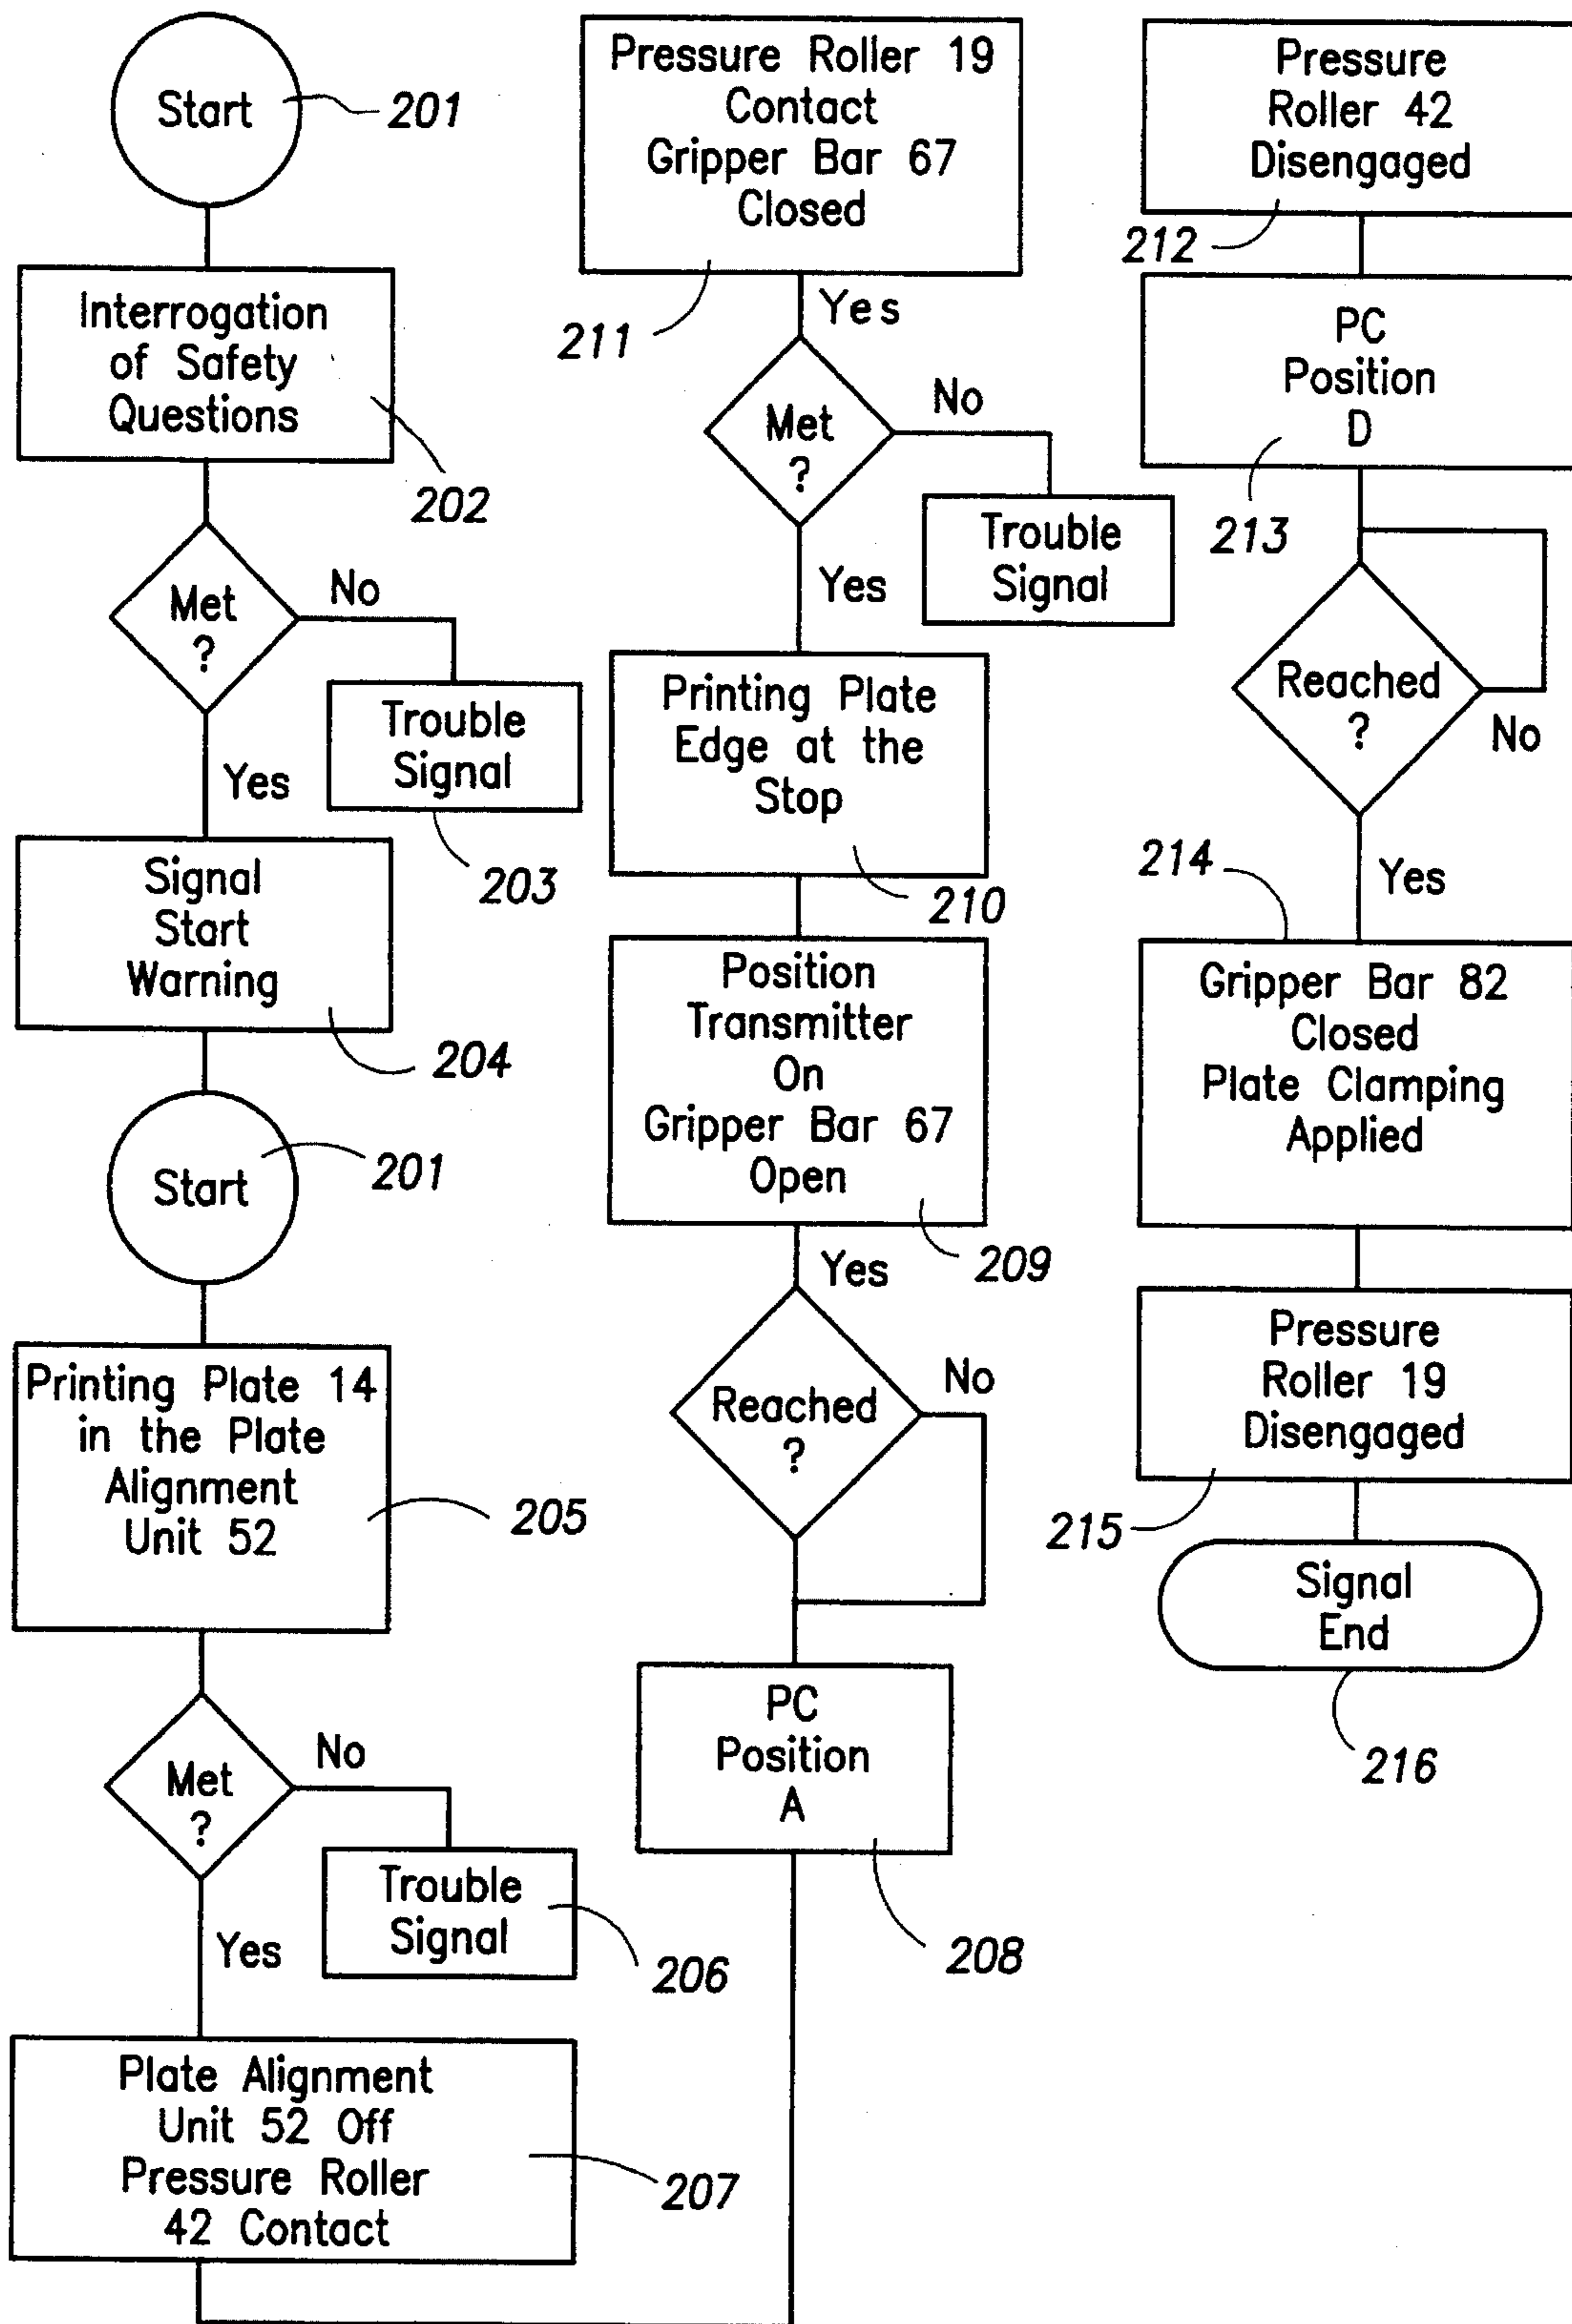 Start
201
Interrogation
of Safety
Questions
202
Met
?
No
Trouble
Signal
203
Yes
Signal
Start
Warning
204
Start
201
Printing Plate 14
in the Plate
Alignment
Unit 52
205
Met
?
No
Trouble
Signal
206
Yes
Plate Alignment
Unit 52 Off
Pressure Roller
42 Contact
207
Pressure Roller 19
Contact
Gripper Bar 67
Closed
211
Yes
Met
?
No
Trouble
Signal
Yes
Printing Plate
Edge at the
Stop
210
Position
Transmitter
On
Gripper Bar 67
Open
209
Yes
Reached
?
No
PC
Position
A
208
Pressure
Roller 42
Disengaged
212
PC
Position
D
213
Reached
?
No
Yes
214
Gripper Bar 82
Closed
Plate Clamping
Applied
Pressure
Roller 19
Disengaged
215
Signal
End
216